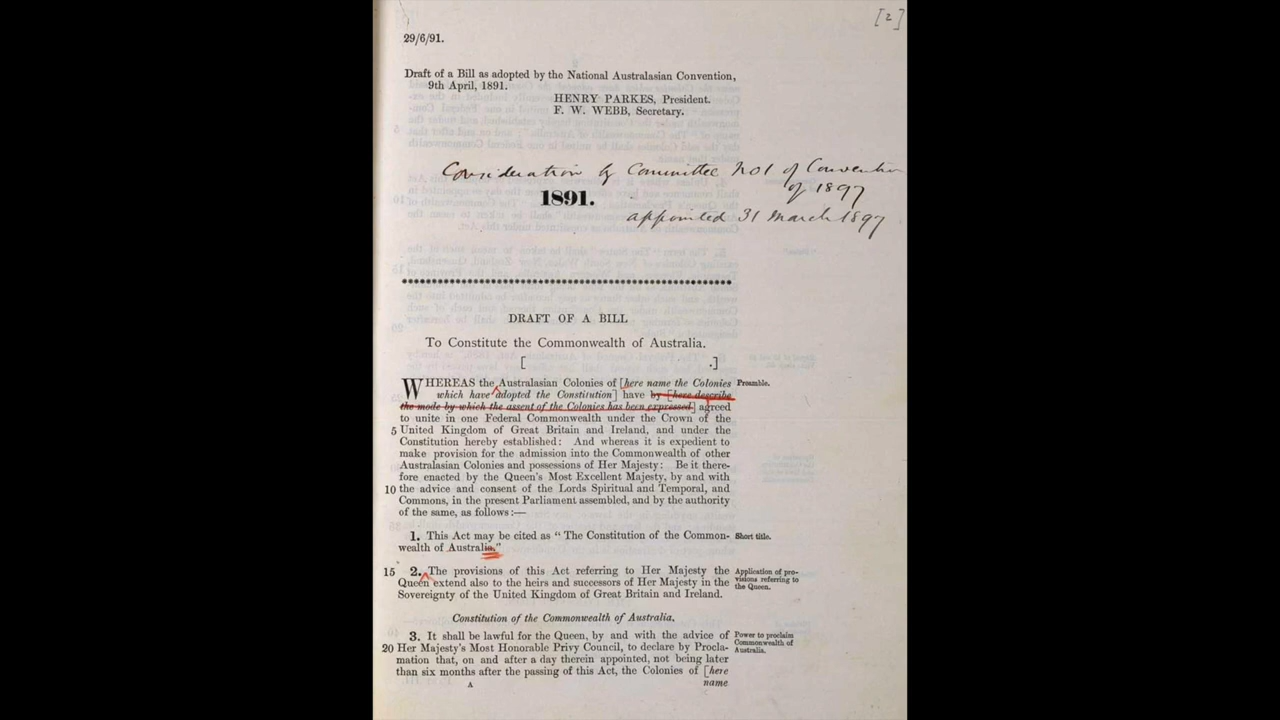 [2]
29/6/91.
Draft of a Bill as adopted by the National Australasian Convention,
9th April, 1891.
HENRY PARKES, President.
F. W. WEBB, Secretary.
Consideration by Committee No1 of Convention
of 1897
1891.
appointed 31 March 1897
DRAFT OF A BILL
To Constitute the Commonwealth of Australia.
[ .]
WHEREAS the Australasian Colonies of [here name the Colonies Preamble.
which have adopted the Constitution] have by [here describe
the mode by which the assent of the Colonies has been expressed] agreed
to unite in one Federal Commonwealth under the Crown of the
5 United Kingdom of Great Britain and Ireland, and under the
Constitution hereby established: And whereas it is expedient to
make provision for the admission into the Commonwealth of other
Australasian Colonies and possessions of Her Majesty: Be it there-
fore enacted by the Queen's Most Excellent Majesty, by and with
10 the advice and consent of the Lords Spiritual and Temporal, and
Commons, in the present Parliament assembled, and by the authority
of the same, as follows:—
1. This Act may be cited as "The Constitution of the Common- Short title.
wealth of Australia."
15 2. The provisions of this Act referring to Her Majesty the Application of pro-
Queen extend also to the heirs and successors of Her Majesty in the visions referring to
Sovereignty of the United Kingdom of Great Britain and Ireland. the Queen.
Constitution of the Commonwealth of Australia.
3. It shall be lawful for the Queen, by and with the advice of Power to proclaim
20 Her Majesty's Most Honorable Privy Council, to declare by Procla- Commonwealth of
mation that, on and after a day therein appointed, not being later Australia.
than six months after the passing of this Act, the Colonies of [here
A name